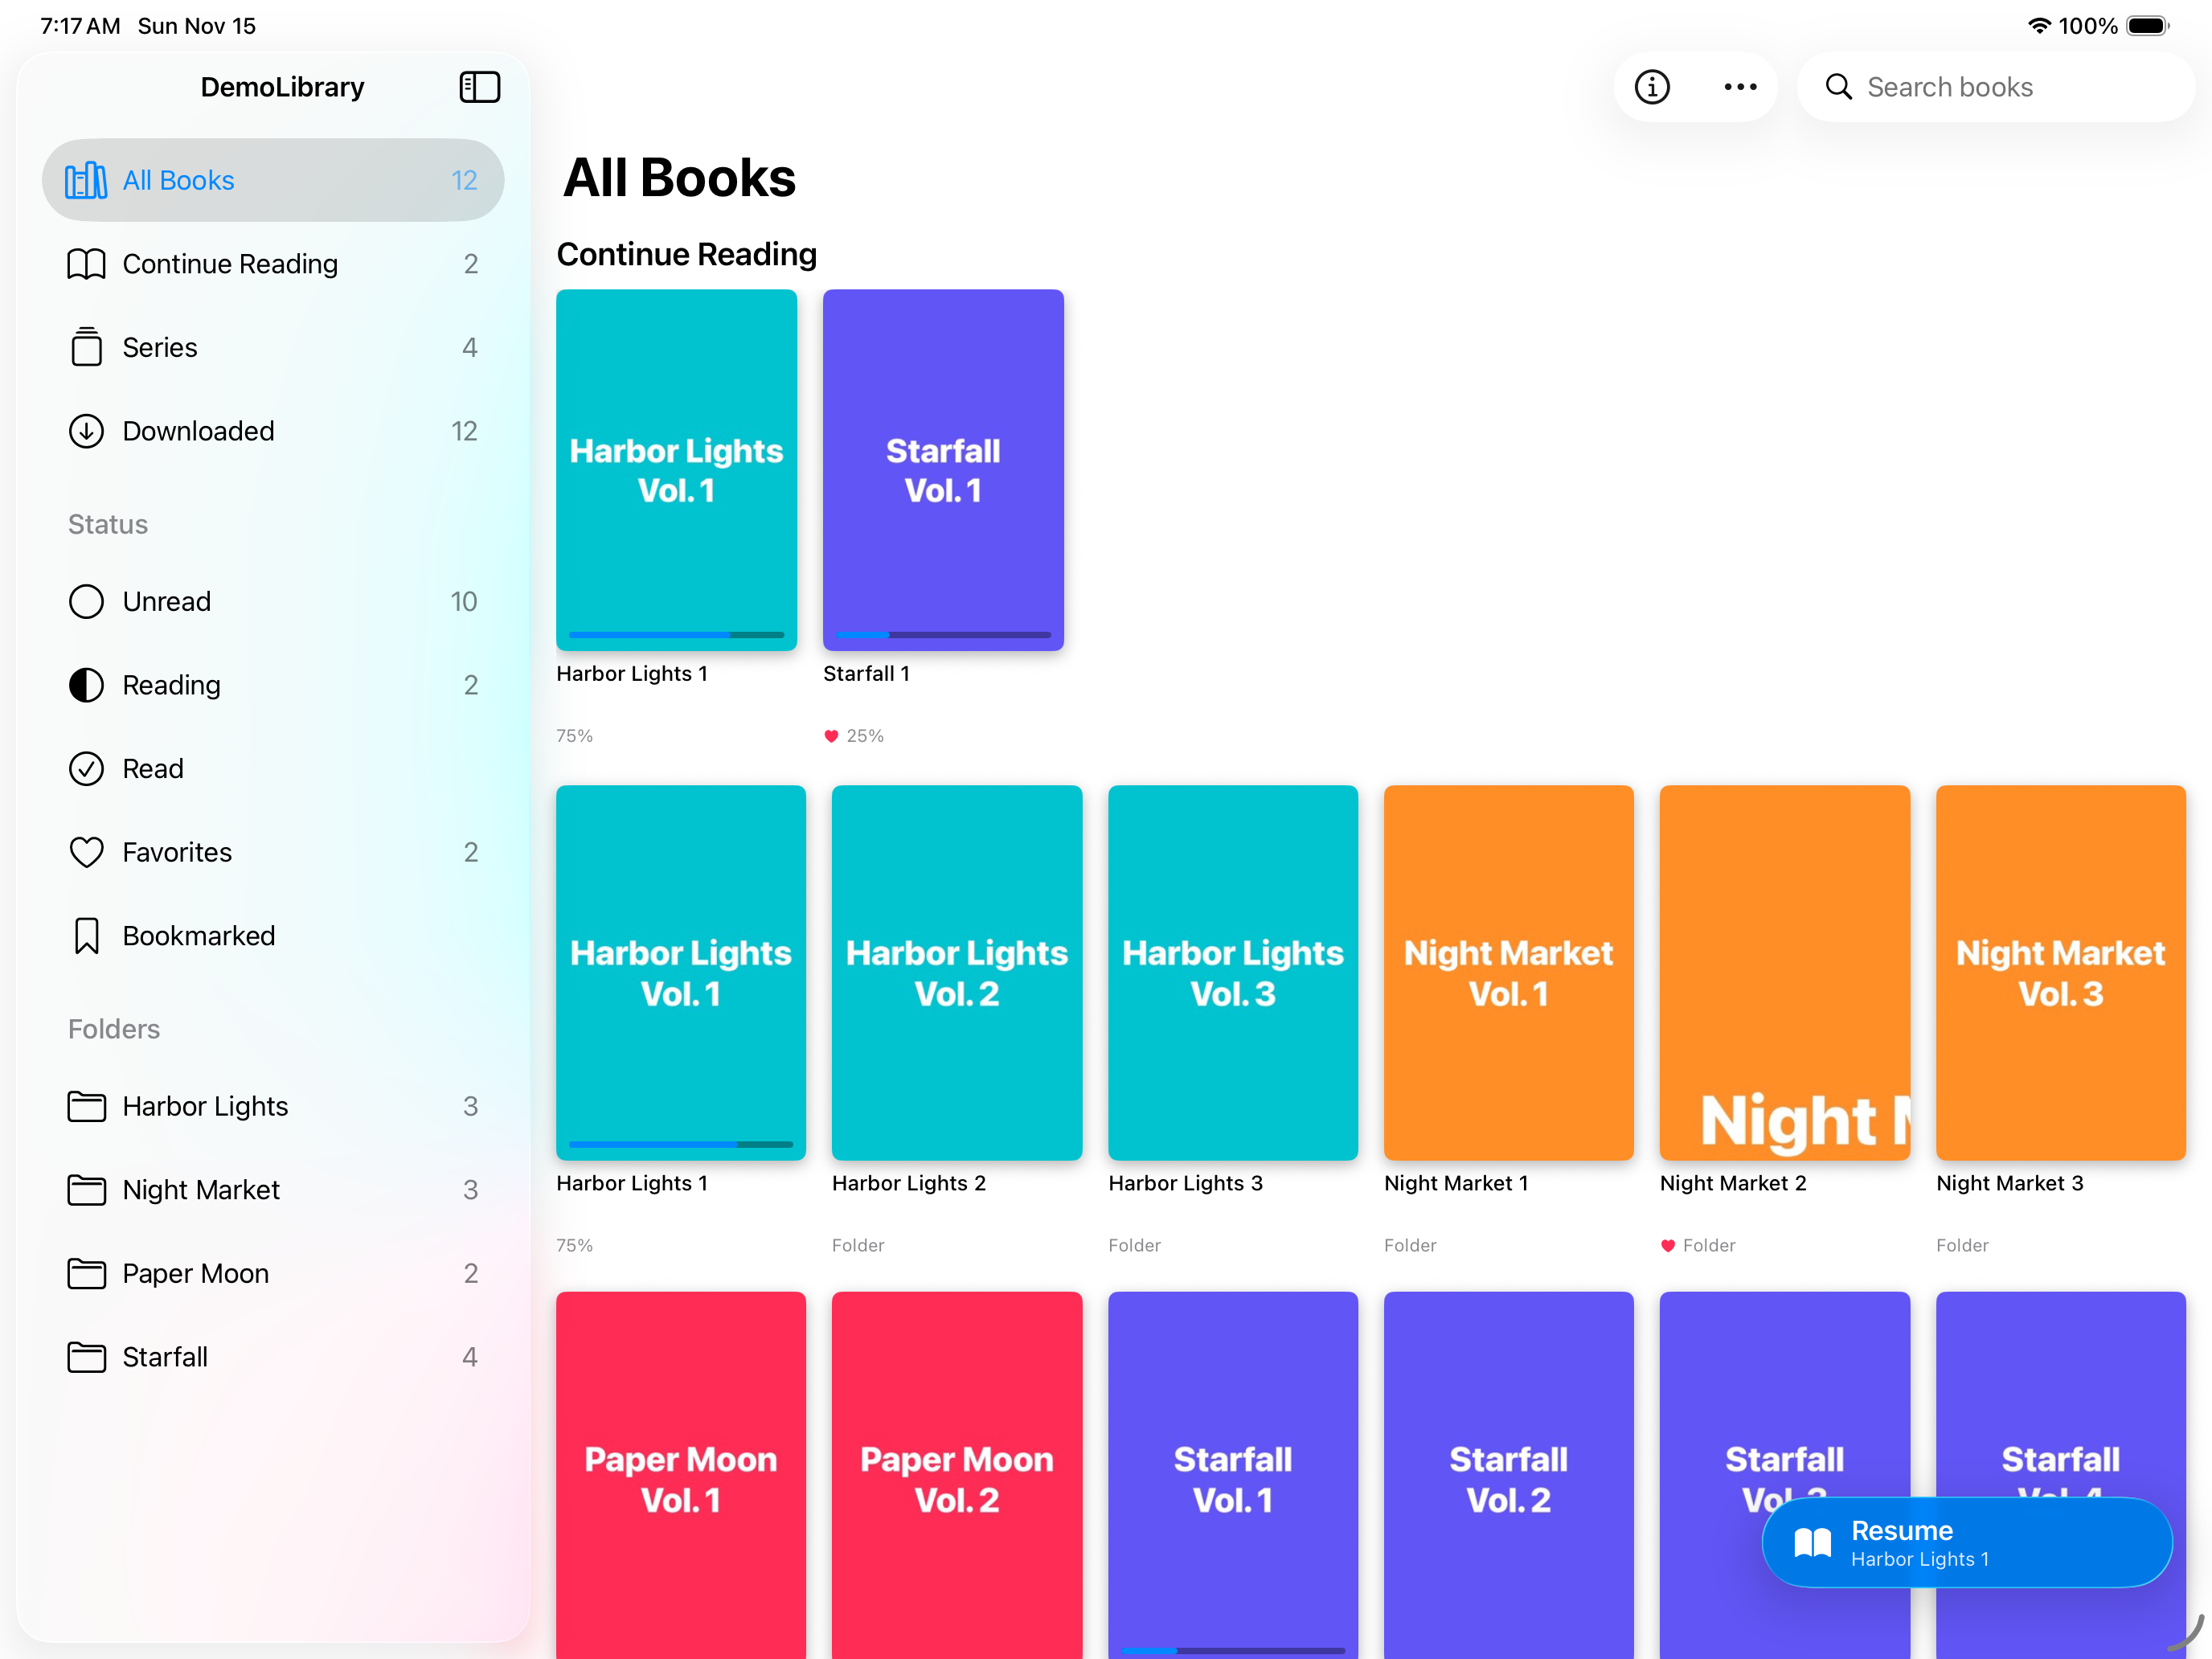 7:17 AM Sun Nov 15
100%
DemoLibrary
All Books 12
Continue Reading 2
Series 4
Downloaded 12
Status
Unread 10
Reading 2
Read
Favorites 2
Bookmarked
Folders
Harbor Lights 3
Night Market 3
Paper Moon 2
Starfall 4
Search books
All Books
Continue Reading
Harbor Lights
Vol. 1
Harbor Lights 1
75%
Starfall
Vol. 1
Starfall 1
25%
Harbor Lights
Vol. 1
Harbor Lights 1
75%
Harbor Lights
Vol. 2
Harbor Lights 2
Folder
Harbor Lights
Vol. 3
Harbor Lights 3
Folder
Night Market
Vol. 1
Night Market 1
Folder
Night
Night Market 2
Folder
Night Market
Vol. 3
Night Market 3
Folder
Paper Moon
Vol. 1
Paper Moon
Vol. 2
Starfall
Vol. 1
Starfall
Vol. 2
Starfall
Vol. 3
Starfall
Vol. 4
Resume
Harbor Lights 1